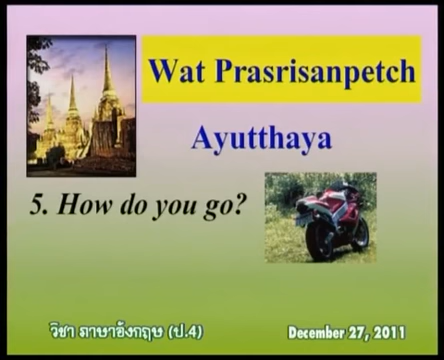 Wat Prasrisanpetch
Ayutthaya
5. How do you go?
วิชา ภาษาอังกฤษ (ป.4)
December 27, 2011